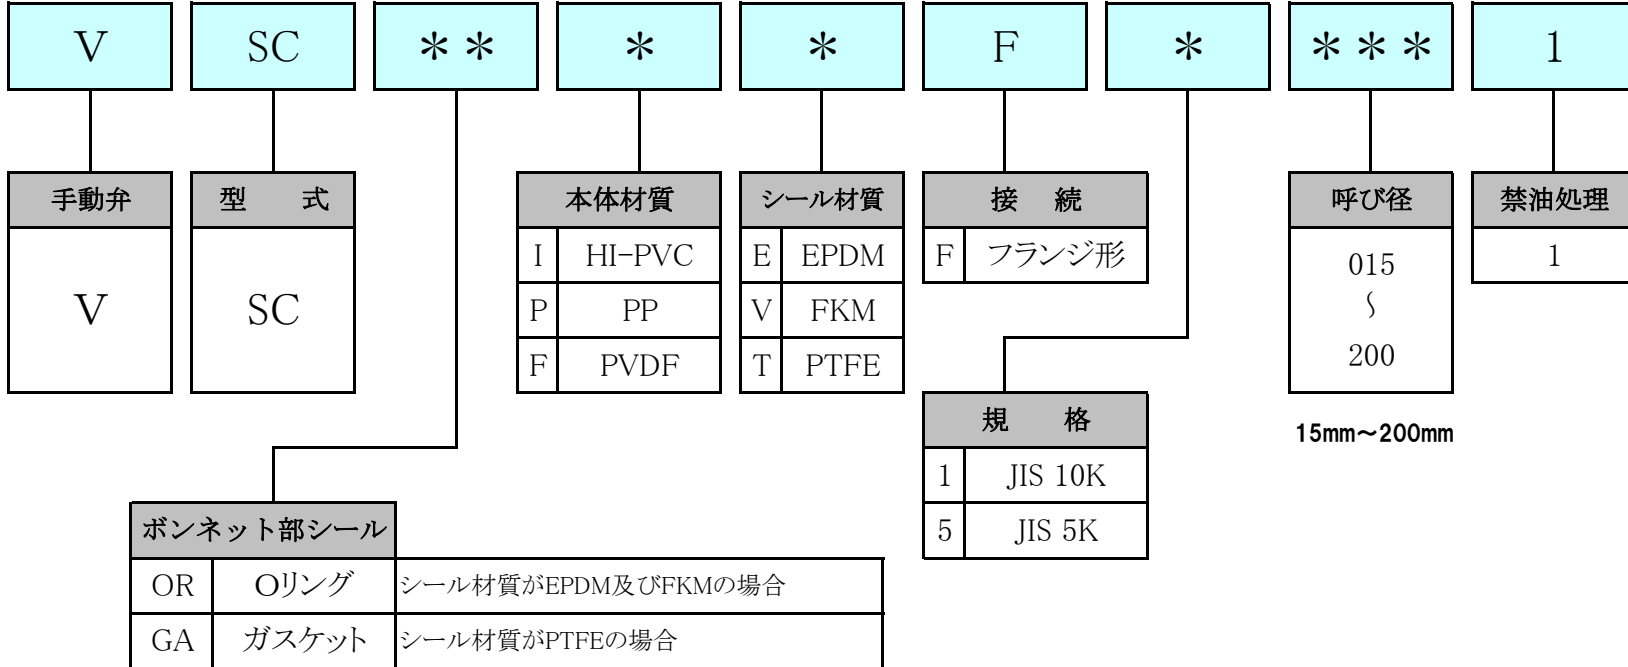 V SC ＊＊ ＊ ＊ F ＊ ＊＊＊ 1
手動弁 型 式 本体材質 シール材質 接 続 呼び径 禁油処理
V SC
I HI-PVC
P PP
F PVDF
E EPDM
V FKM
T PTFE
F フランジ形
015
～
200
1
規 格
1 JIS 10K
5 JIS 5K
15mm～200mm
ボンネット部シール
OR Oリング シール材質がEPDM及びFKMの場合
GA ガスケット シール材質がPTFEの場合